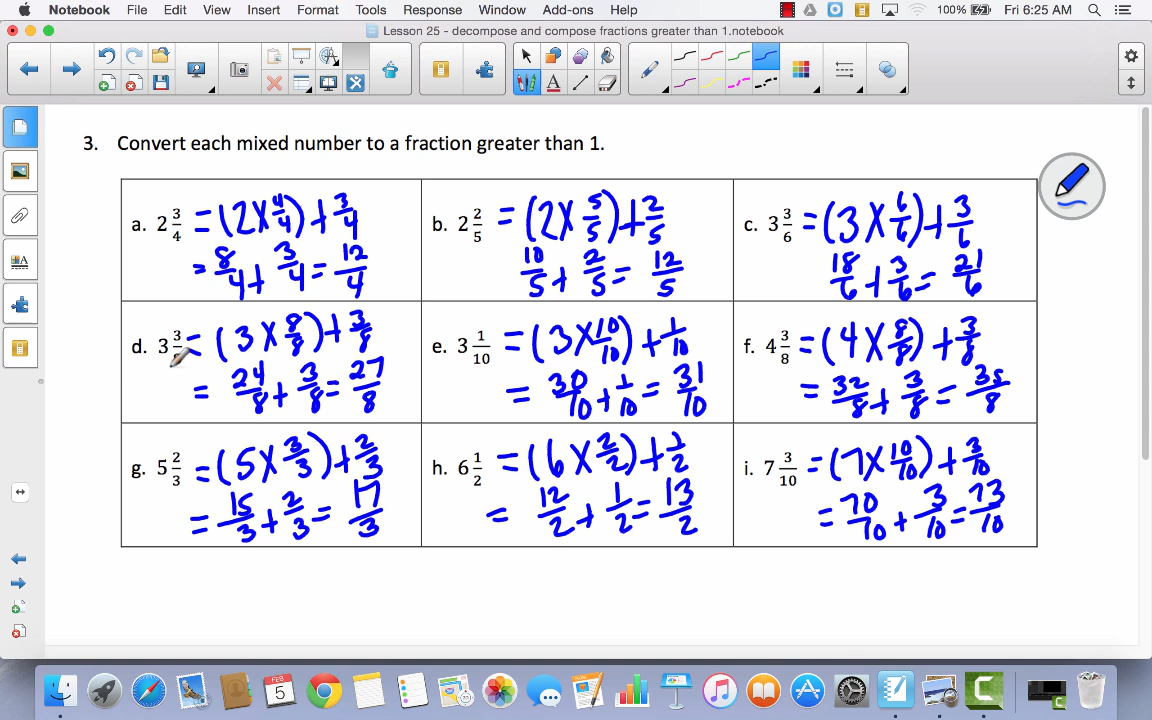 Notebook File Edit View Insert Format Tools Response Window Add-ons Help 100% Fri 6:25 AM
Lesson 25 - decompose and compose fractions greater than 1.notebook
3. Convert each mixed number to a fraction greater than 1.
a. 2 3/4 = (2 × 4/4) + 3/4
= 8/4 + 3/4 = 12/4
b. 2 2/5 = (2 × 5/5) + 2/5
10/5 + 2/5 = 12/5
c. 3 3/6 = (3 × 6/6) + 3/6
18/6 + 3/6 = 21/6
d. 3 3/ = (3 × 8/8) + 3/8
= 24/8 + 3/8 = 27/8
e. 3 1/10 = (3 × 10/10) + 1/10
= 30/10 + 1/10 = 31/10
f. 4 3/8 = (4 × 8/8) + 3/8
= 32/8 + 3/8 = 35/8
g. 5 2/3 = (5 × 3/3) + 2/3
= 15/3 + 2/3 = 17/3
h. 6 1/2 = (6 × 2/2) + 1/2
= 12/2 + 1/2 = 13/2
i. 7 3/10 = (7 × 10/10) + 3/10
= 70/10 + 3/10 = 73/10
FEB
5